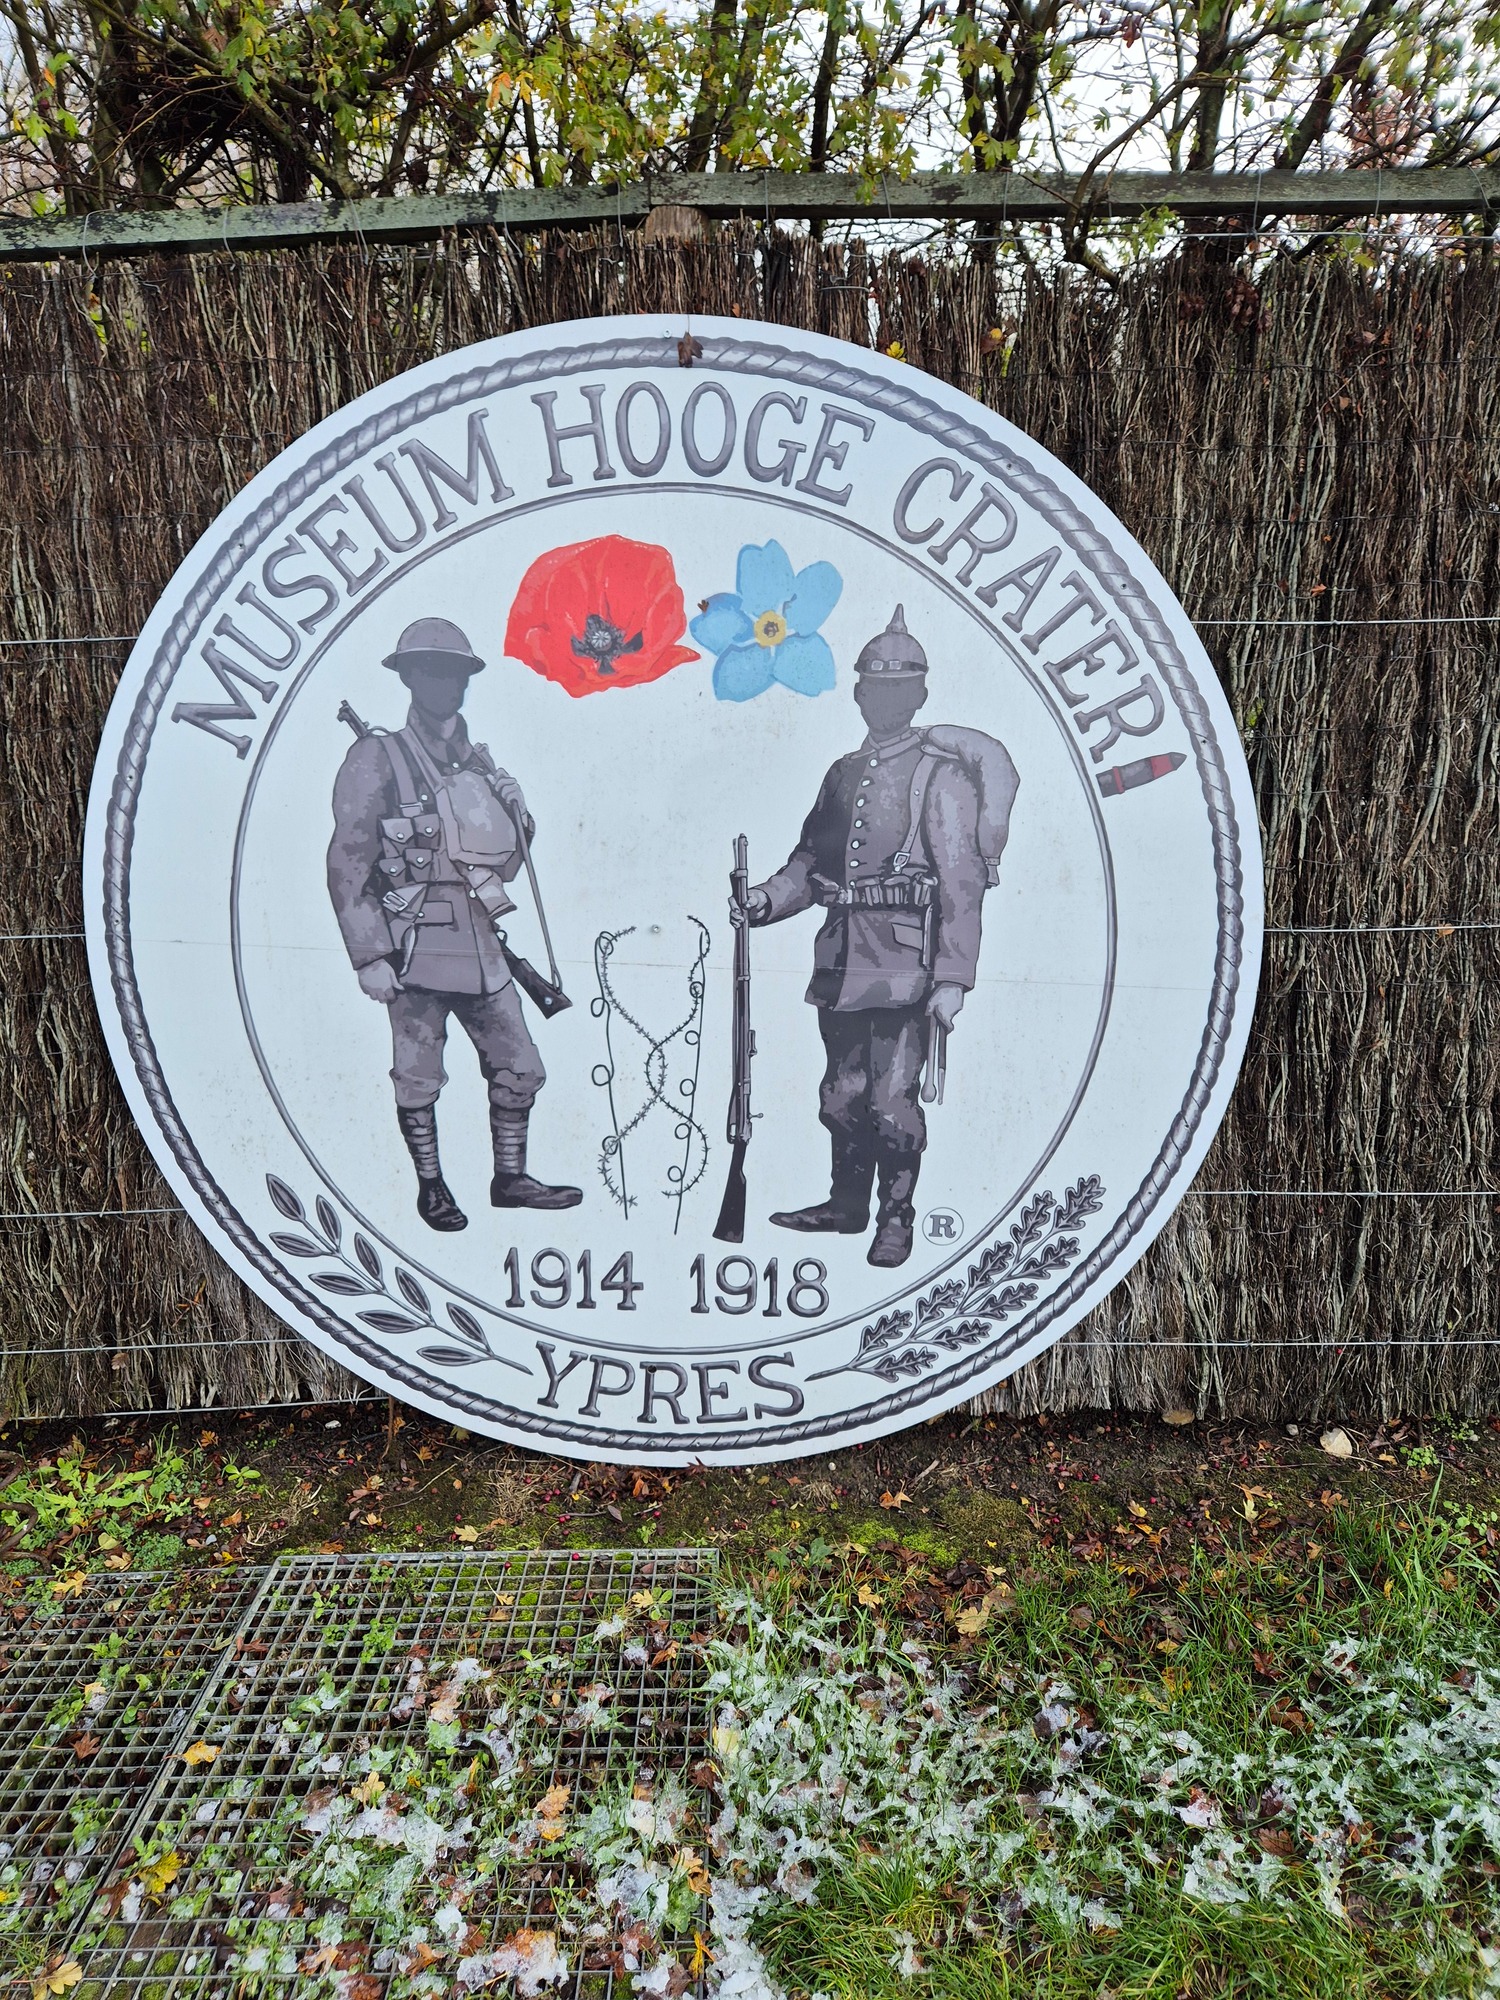 MUSEUM HOOGE CRATER
®
1914 1918
YPRES